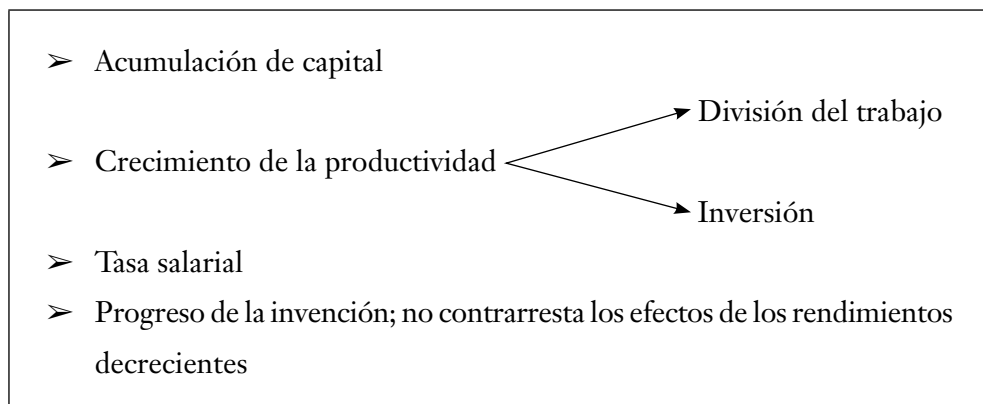 ➢ Acumulación de capital
División del trabajo
➢ Crecimiento de la productividad
Inversión
➢ Tasa salarial
➢ Progreso de la invención; no contrarresta los efectos de los rendimientos
decrecientes